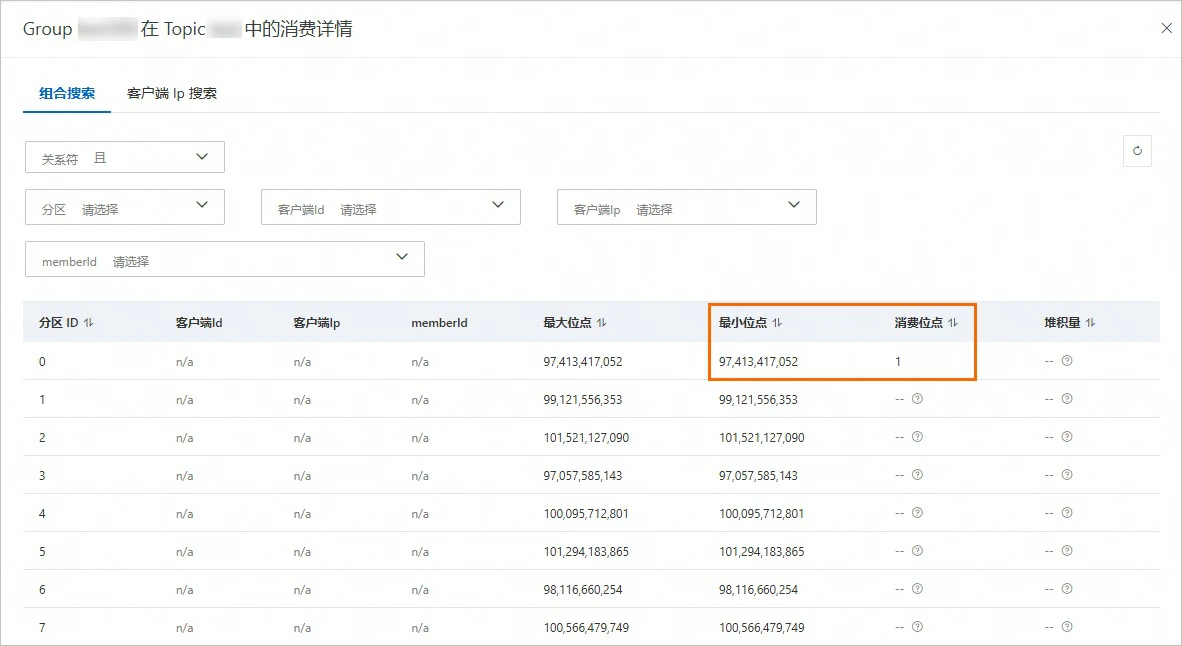 Group 在 Topic 中的消费详情
组合搜索 客户端 Ip 搜索
关系符 且
分区 请选择 客户端Id 请选择 客户端Ip 请选择
memberId 请选择
分区 ID 客户端Id 客户端Ip memberId 最大位点 最小位点 消费位点 堆积量
0 n/a n/a n/a 97,413,417,052 97,413,417,052 1 --
1 n/a n/a n/a 99,121,556,353 99,121,556,353 -- --
2 n/a n/a n/a 101,521,127,090 101,521,127,090 -- --
3 n/a n/a n/a 97,057,585,143 97,057,585,143 -- --
4 n/a n/a n/a 100,095,712,801 100,095,712,801 -- --
5 n/a n/a n/a 101,294,183,865 101,294,183,865 -- --
6 n/a n/a n/a 98,116,660,254 98,116,660,254 -- --
7 n/a n/a n/a 100,566,479,749 100,566,479,749 -- --